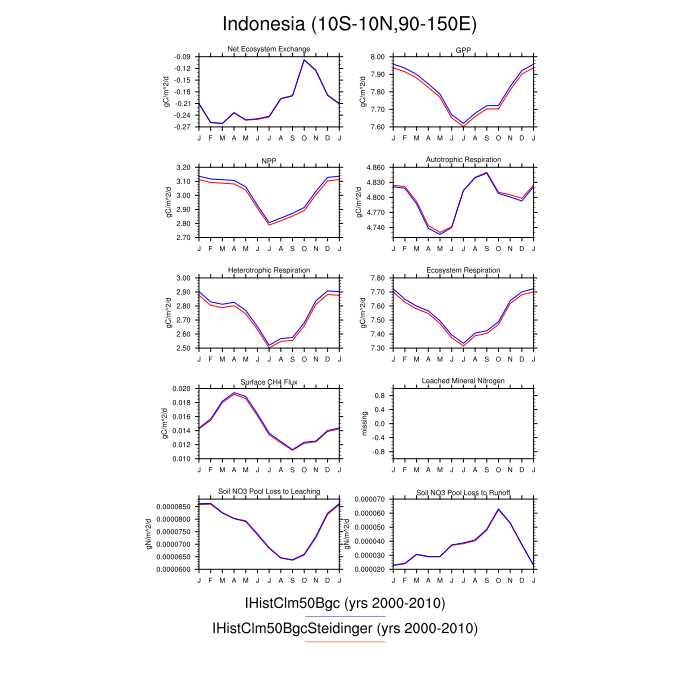 Indonesia (10S-10N,90-150E)
Net Ecosystem Exchange
gC/m^2/d
-0.09
-0.12
-0.15
-0.18
-0.21
-0.24
-0.27
J F M A M J J A S O N D J
GPP
gC/m^2/d
8.00
7.90
7.80
7.70
7.60
J F M A M J J A S O N D J
NPP
gC/m^2/d
3.20
3.10
3.00
2.90
2.80
2.70
J F M A M J J A S O N D J
Autotrophic Respiration
gC/m^2/d
4.860
4.830
4.800
4.770
4.740
J F M A M J J A S O N D J
Heterotrophic Respiration
gC/m^2/d
3.00
2.90
2.80
2.70
2.60
2.50
J F M A M J J A S O N D J
Ecosystem Respiration
gC/m^2/d
7.80
7.70
7.60
7.50
7.40
7.30
J F M A M J J A S O N D J
Surface CH4 Flux
gC/m^2/d
0.020
0.018
0.016
0.014
0.012
0.010
J F M A M J J A S O N D J
Leached Mineral Nitrogen
missing
0.8
0.4
0.0
-0.4
-0.8
J F M A M J J A S O N D J
Soil NO3 Pool Loss to Leaching
gN/m^2/d
0.0000850
0.0000800
0.0000750
0.0000700
0.0000650
0.0000600
J F M A M J J A S O N D J
Soil NO3 Pool Loss to Runoff
gN/m^2/d
0.000070
0.000060
0.000050
0.000040
0.000030
0.000020
J F M A M J J A S O N D J
IHistClm50Bgc (yrs 2000-2010)
IHistClm50BgcSteidinger (yrs 2000-2010)